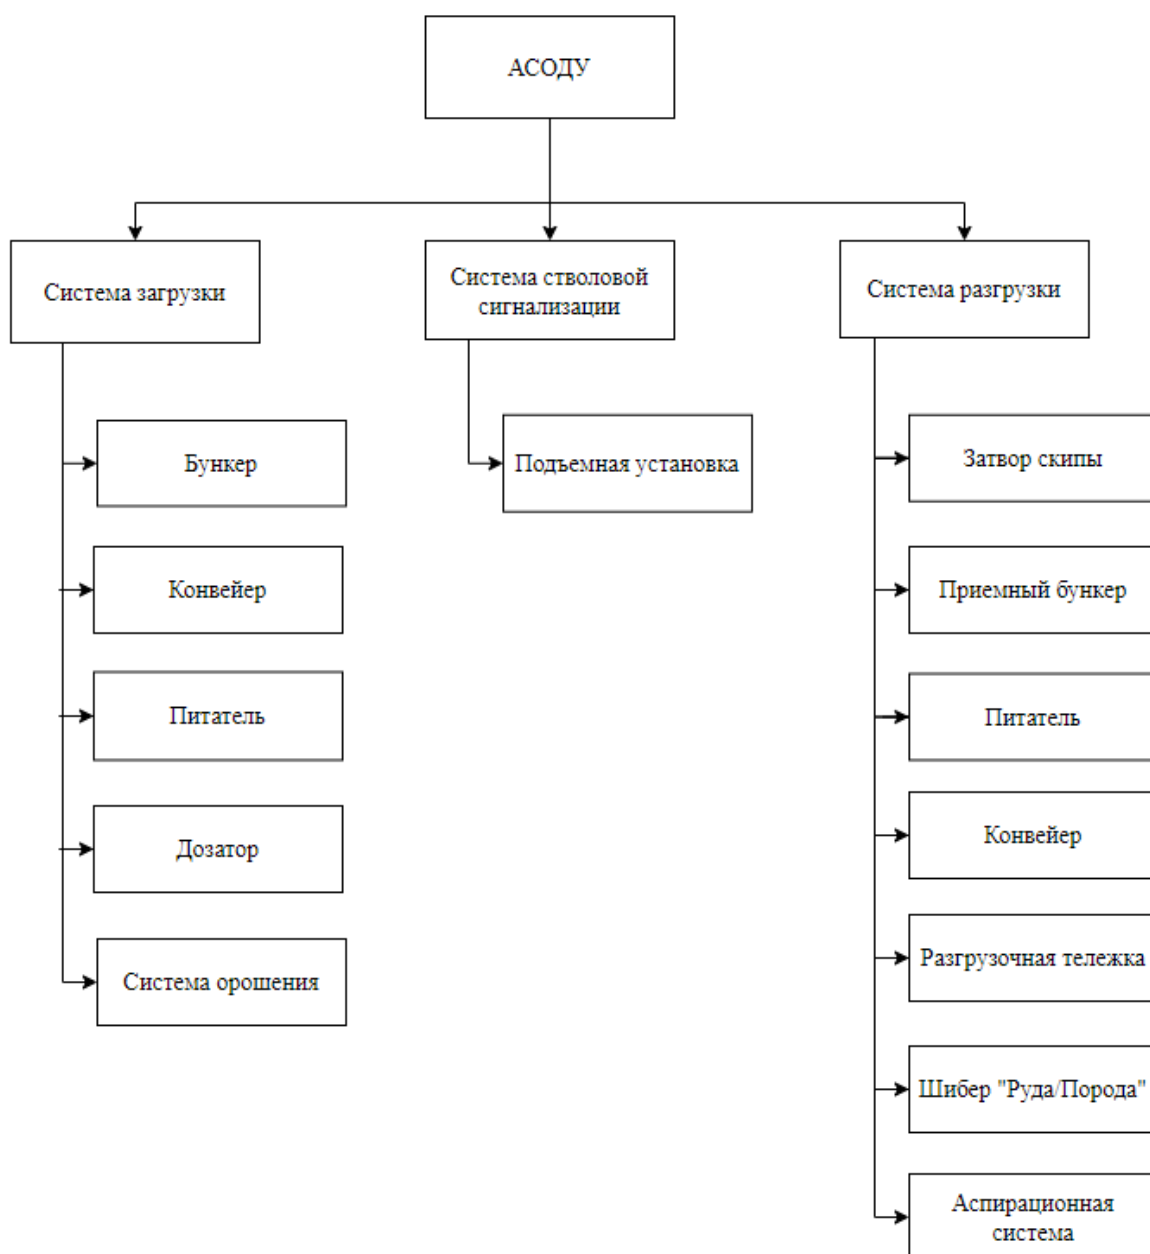 АСОДУ
Система загрузки
Система стволовой
сигнализации
Система разгрузки
Бункер
Конвейер
Питатель
Дозатор
Система орошения
Подъемная установка
Затвор скипы
Приемный бункер
Питатель
Конвейер
Разгрузочная тележка
Шибер "Руда/Порода"
Аспирационная
система